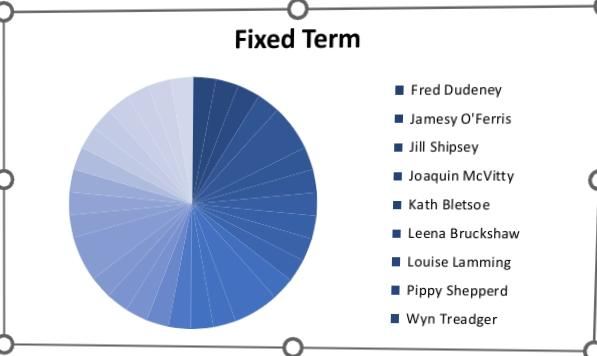 Fixed Term
Fred Dudeney
Jamesy O'Ferris
Jill Shipsey
Joaquin McVitty
Kath Bletsoe
Leena Bruckshaw
Louise Lamming
Pippy Shepperd
Wyn Treadger